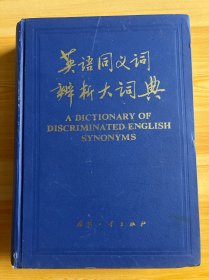 英语同义词
辨析大词典
A DICTIONARY OF
DISCRIMINATED ENGLISH
SYNONYMS